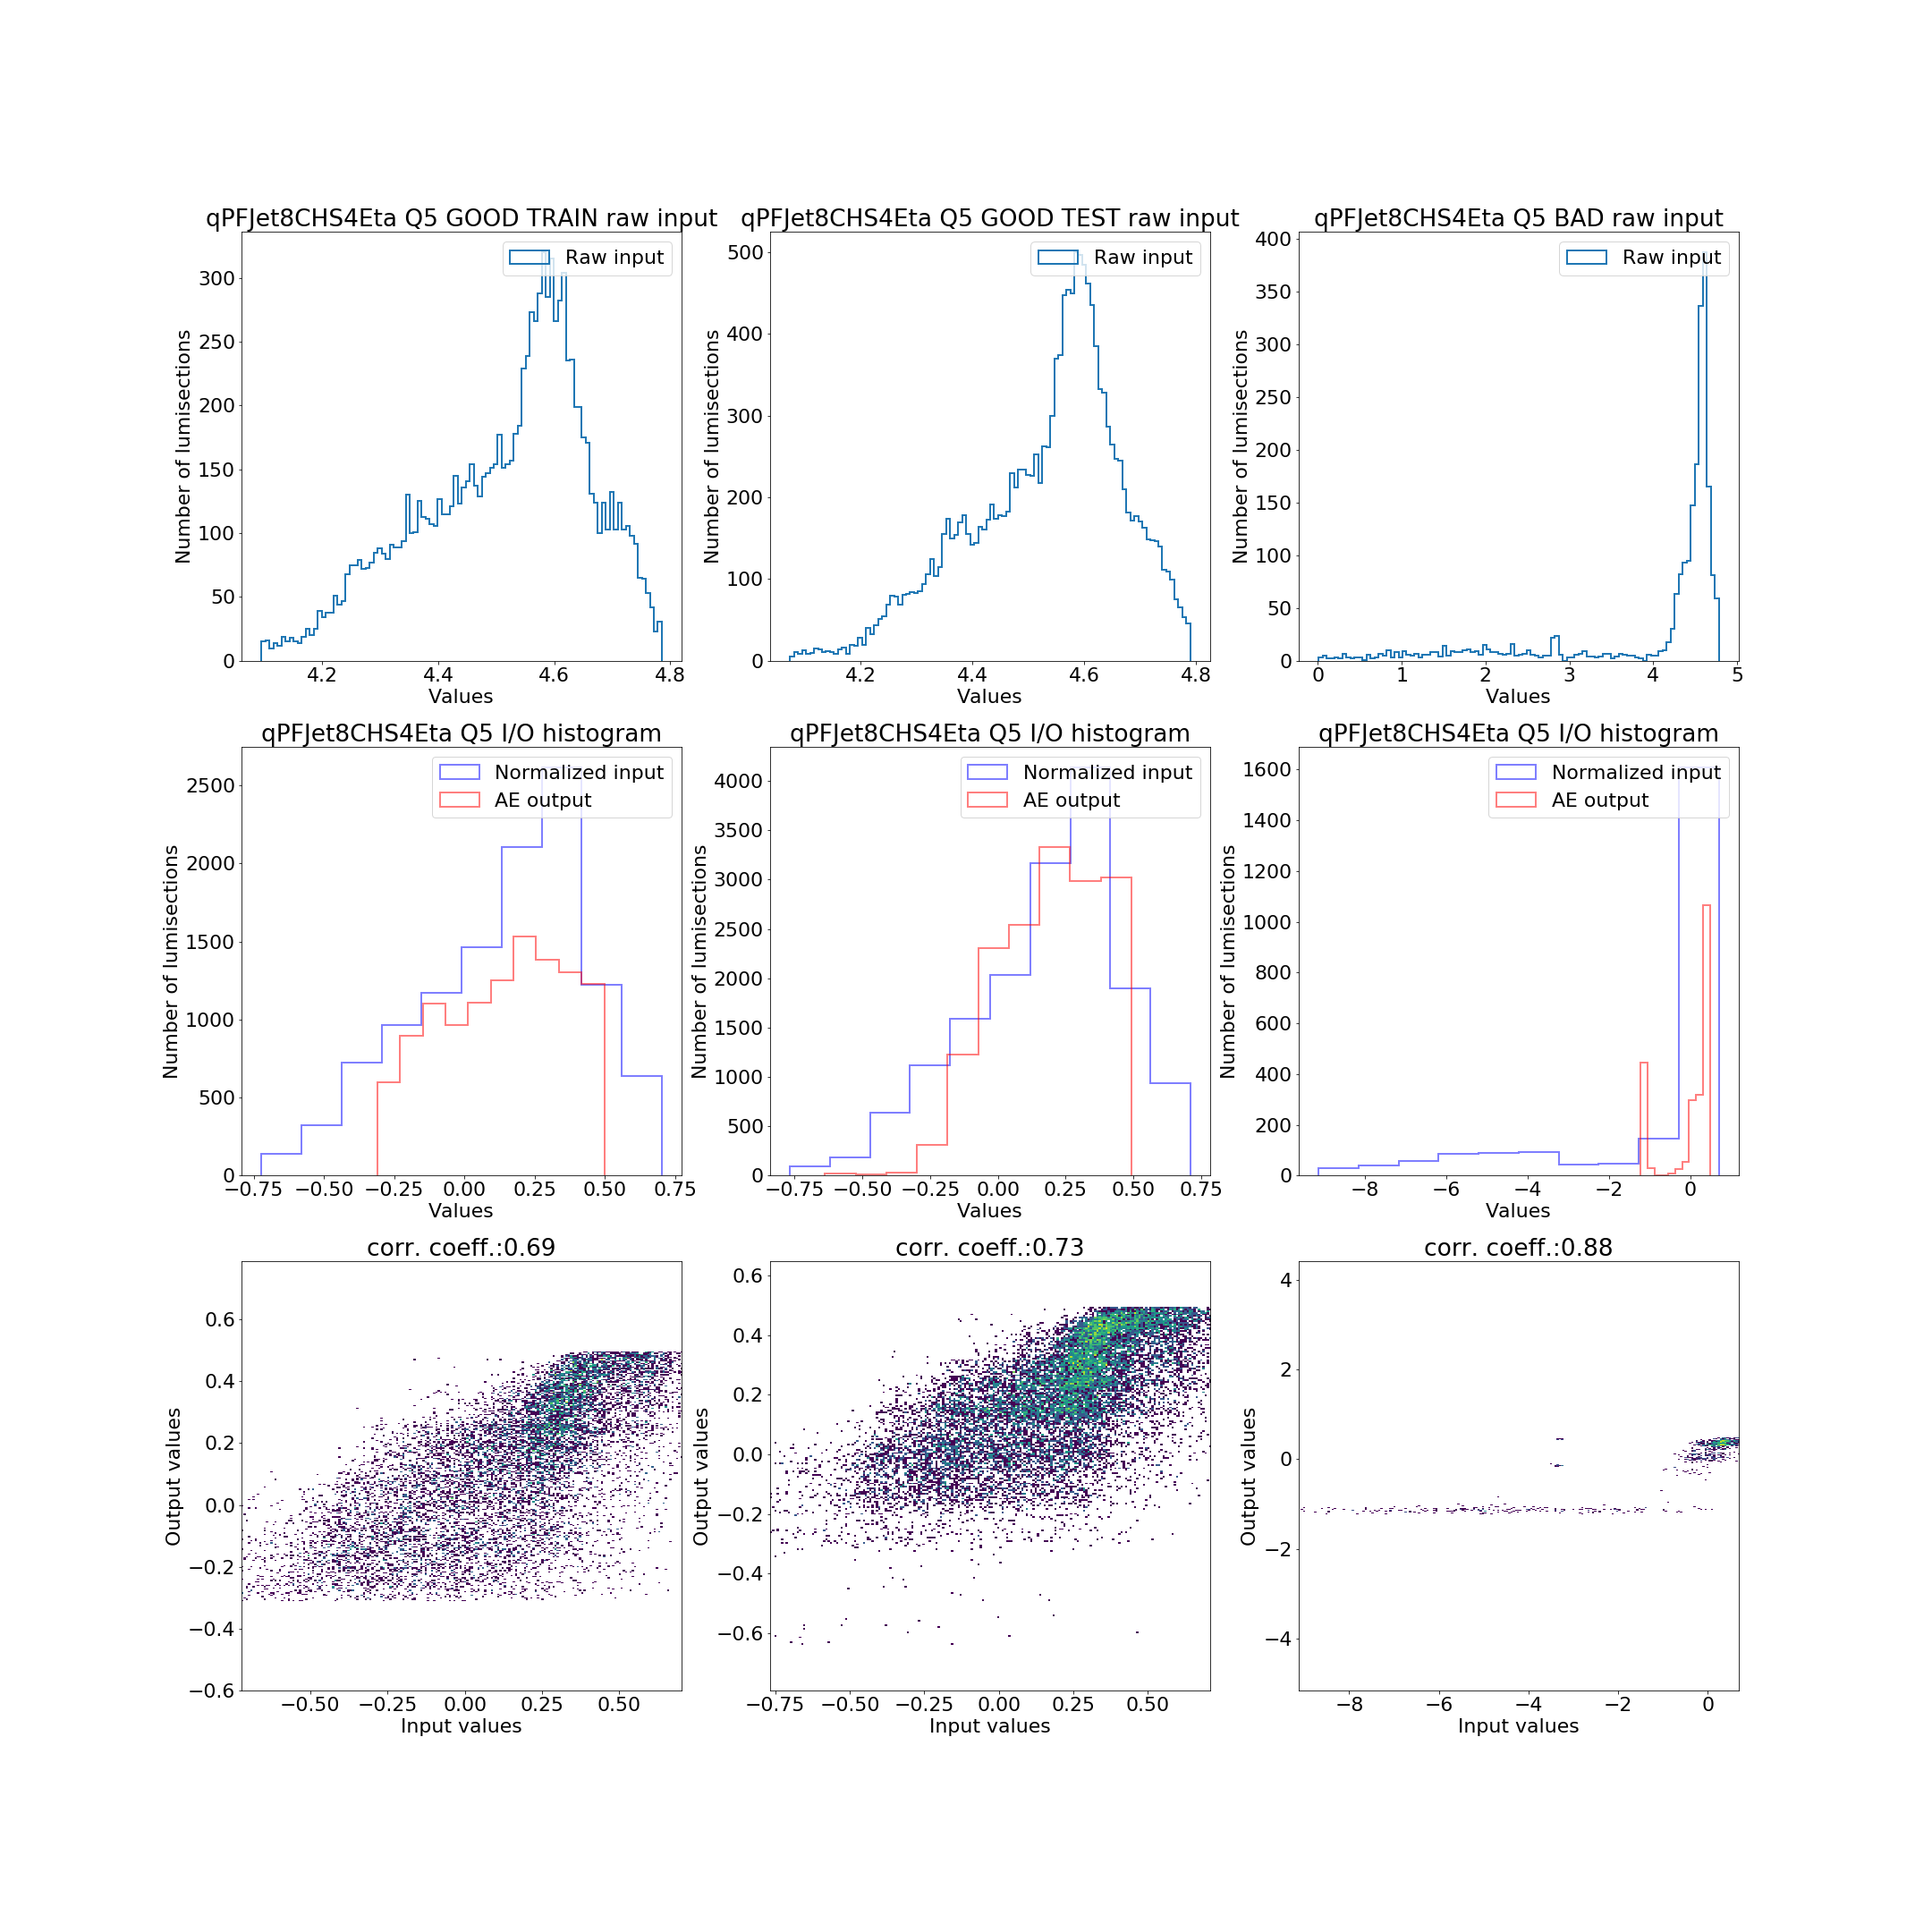 qPFJet8CHS4Eta Q5 GOOD TRAIN raw input
Raw input
Number of lumisections
300
250
200
150
100
50
0
4.2 4.4 4.6 4.8
Values
qPFJet8CHS4Eta Q5 GOOD TEST raw input
Raw input
Number of lumisections
500
400
300
200
100
0
4.2 4.4 4.6 4.8
Values
qPFJet8CHS4Eta Q5 BAD raw input
Raw input
Number of lumisections
400
350
300
250
200
150
100
50
0
0 1 2 3 4 5
Values
qPFJet8CHS4Eta Q5 I/O histogram
Normalized input
AE output
Number of lumisections
2500
2000
1500
1000
500
0
−0.75 −0.50 −0.25 0.00 0.25 0.50 0.75
Values
qPFJet8CHS4Eta Q5 I/O histogram
Normalized input
AE output
Number of lumisections
4000
3500
3000
2500
2000
1500
1000
500
0
−0.75 −0.50 −0.25 0.00 0.25 0.50 0.75
Values
qPFJet8CHS4Eta Q5 I/O histogram
Normalized input
AE output
Number of lumisections
1600
1400
1200
1000
800
600
400
200
0
−8 −6 −4 −2 0
Values
corr. coeff.:0.69
Output values
0.6
0.4
0.2
0.0
−0.2
−0.4
−0.6
−0.50 −0.25 0.00 0.25 0.50
Input values
corr. coeff.:0.73
Output values
0.6
0.4
0.2
0.0
−0.2
−0.4
−0.6
−0.75 −0.50 −0.25 0.00 0.25 0.50
Input values
corr. coeff.:0.88
Output values
4
2
0
−2
−4
−8 −6 −4 −2 0
Input values